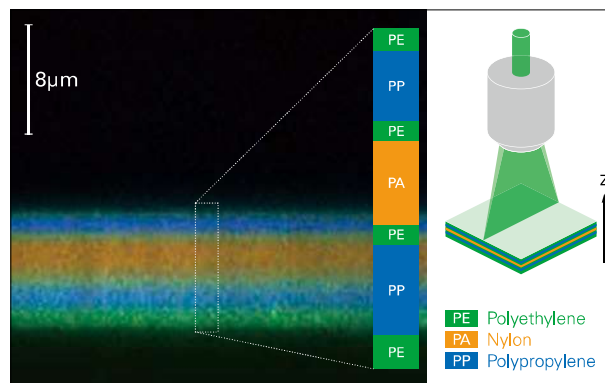 8µm
PE
PP
PE
PA
PE
PP
PE
Z
PE Polyethylene
PA Nylon
PP Polypropylene